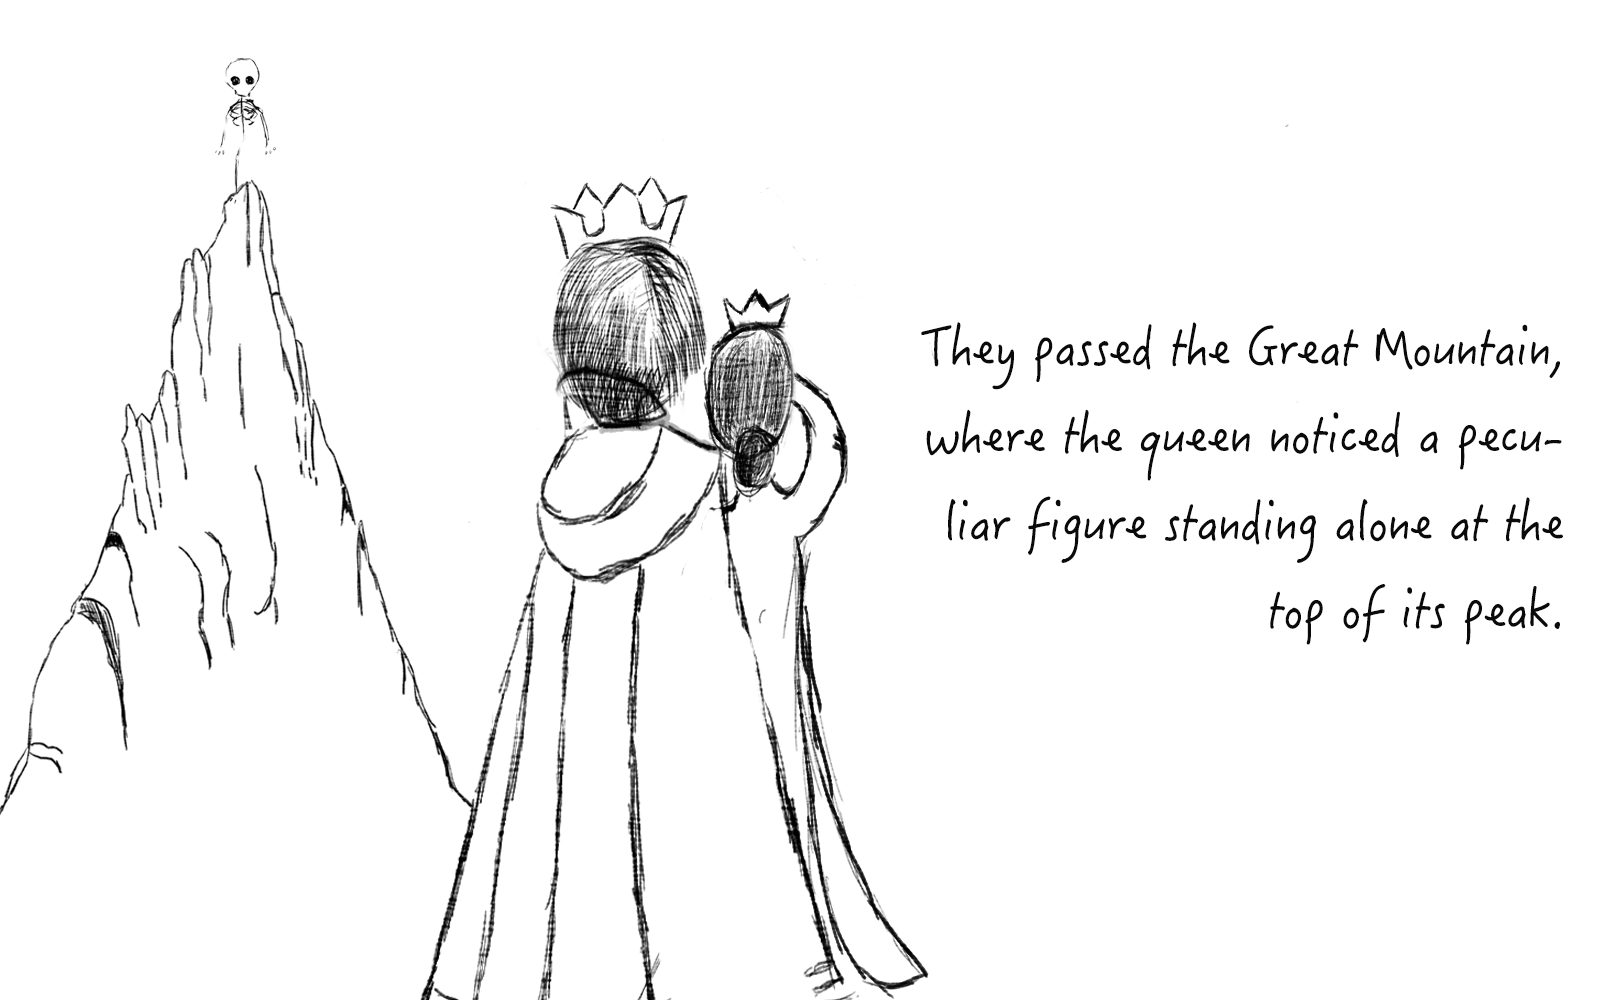 They passed the Great Mountain,
where the queen noticed a pecu-
liar figure standing alone at the
top of its peak.